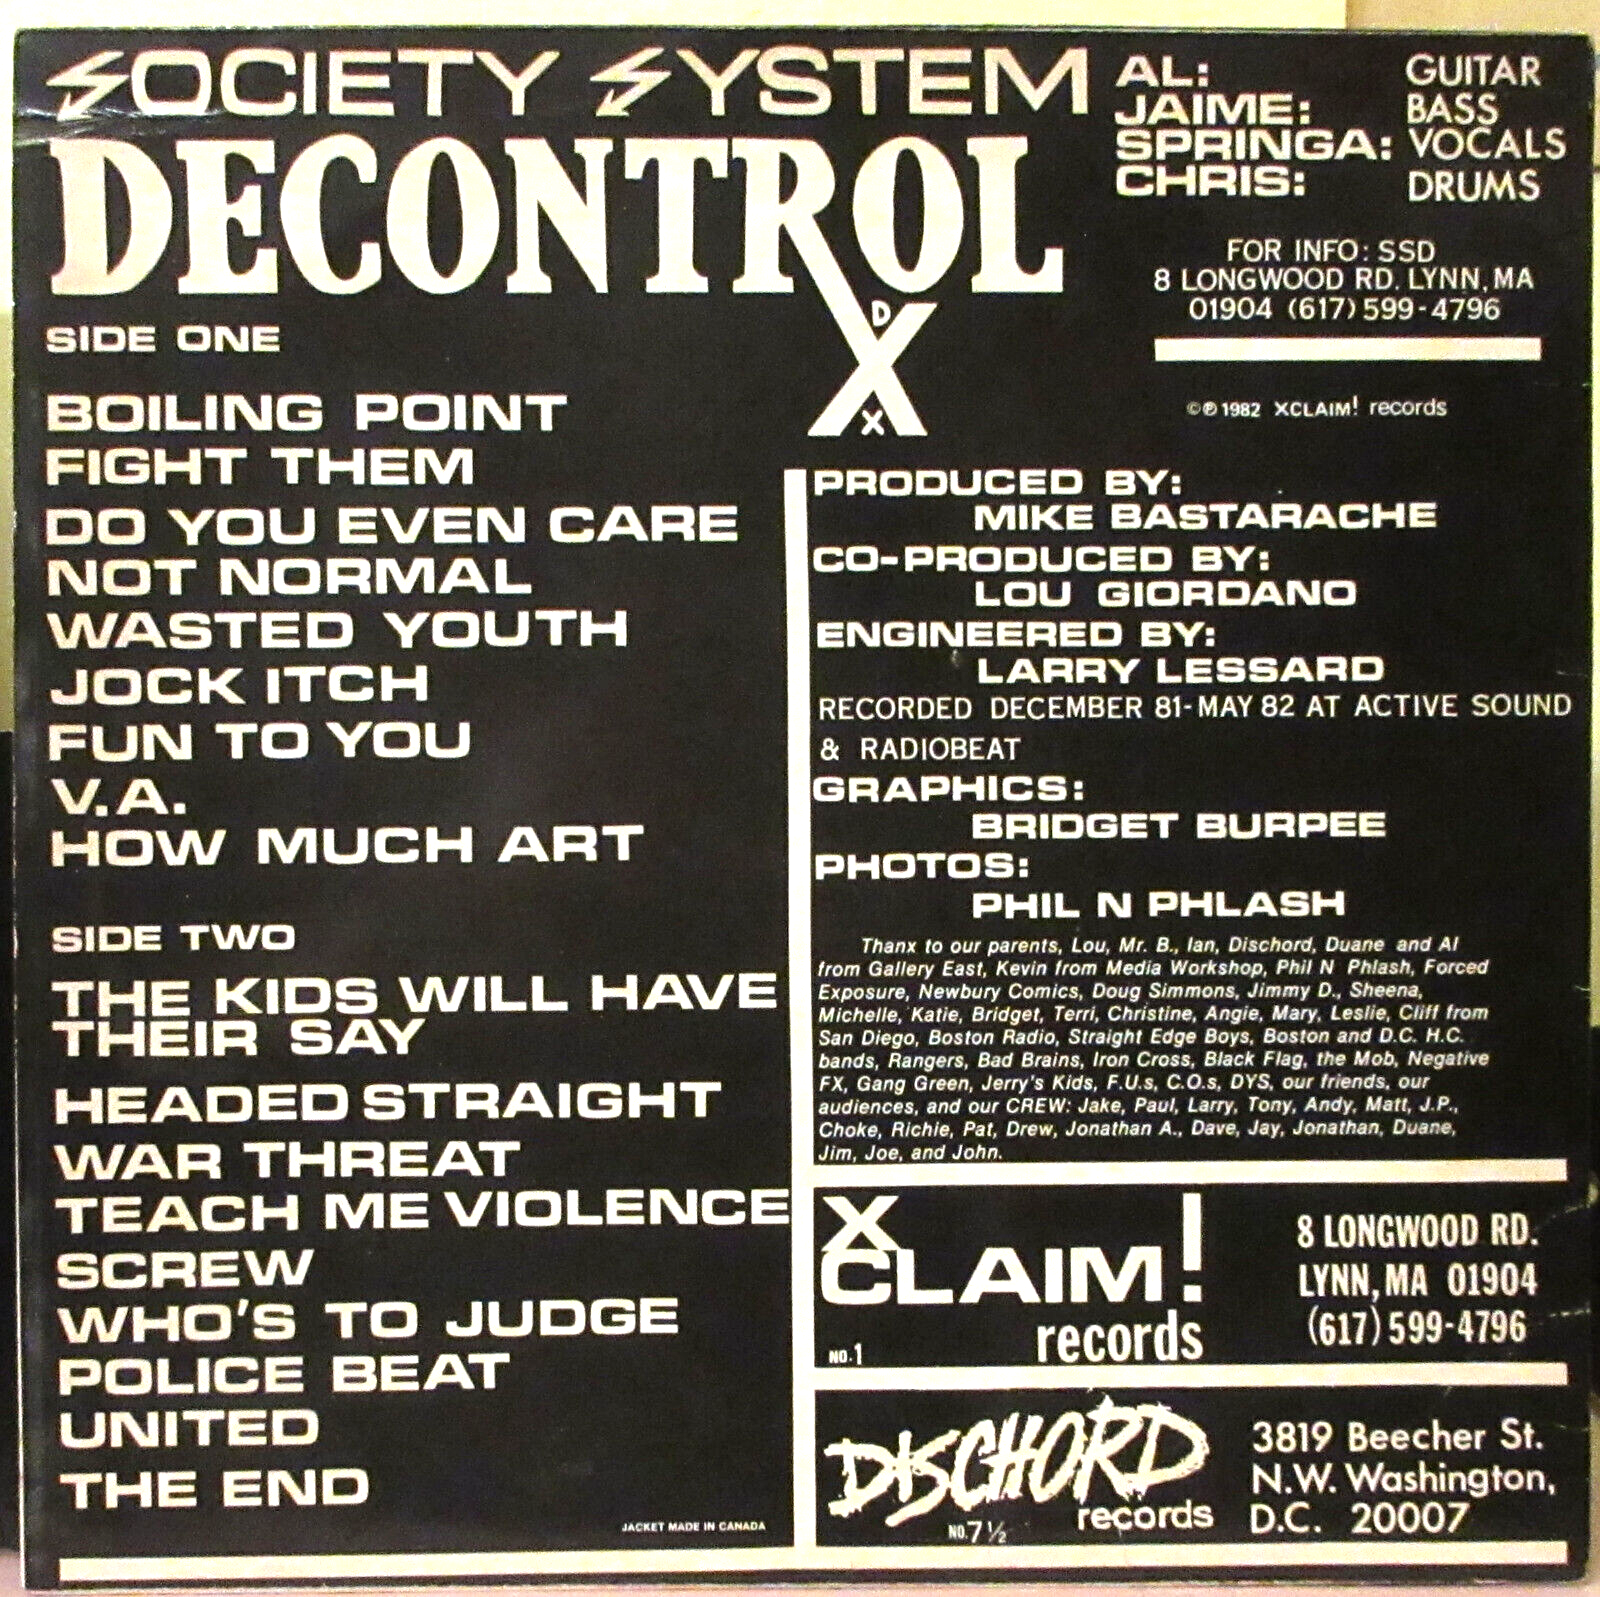 SOCIETY SYSTEM
DECONTROL
D
X
AL: GUITAR
JAIME: BASS
SPRINGA: VOCALS
CHRIS: DRUMS
FOR INFO: SSD
8 LONGWOOD RD. LYNN, MA
01904 (617) 599-4796
©℗ 1982 XCLAIM! records
SIDE ONE
BOILING POINT
FIGHT THEM
DO YOU EVEN CARE
NOT NORMAL
WASTED YOUTH
JOCK ITCH
FUN TO YOU
V.A.
HOW MUCH ART
SIDE TWO
THE KIDS WILL HAVE
THEIR SAY
HEADED STRAIGHT
WAR THREAT
TEACH ME VIOLENCE
SCREW
WHO'S TO JUDGE
POLICE BEAT
UNITED
THE END
JACKET MADE IN CANADA
PRODUCED BY:
MIKE BASTARACHE
CO-PRODUCED BY:
LOU GIORDANO
ENGINEERED BY:
LARRY LESSARD
RECORDED DECEMBER 81-MAY 82 AT ACTIVE SOUND
& RADIOBEAT
GRAPHICS:
BRIDGET BURPEE
PHOTOS:
PHIL N PHLASH
Thanx to our parents, Lou, Mr. B., Ian, Dischord, Duane and Al
from Gallery East, Kevin from Media Workshop, Phil N Phlash, Forced
Exposure, Newbury Comics, Doug Simmons, Jimmy D., Sheena,
Michelle, Katie, Bridget, Terri, Christine, Angie, Mary, Leslie, Cliff from
San Diego, Boston Radio, Straight Edge Boys, Boston and D.C. H.C.
bands, Rangers, Bad Brains, Iron Cross, Black Flag, the Mob, Negative
FX, Gang Green, Jerry's Kids, F.U.s, C.O.s, DYS, our friends, our
audiences, and our CREW: Jake, Paul, Larry, Tony, Andy, Matt, J.P.,
Choke, Richie, Pat, Drew, Jonathan A., Dave, Jay, Jonathan, Duane,
Jim, Joe, and John.
XCLAIM!
records
NO. 1
8 LONGWOOD RD.
LYNN, MA 01904
(617) 599-4796
DISCHORD
records
NO. 7 ½
3819 Beecher St.
N.W. Washington,
D.C. 20007